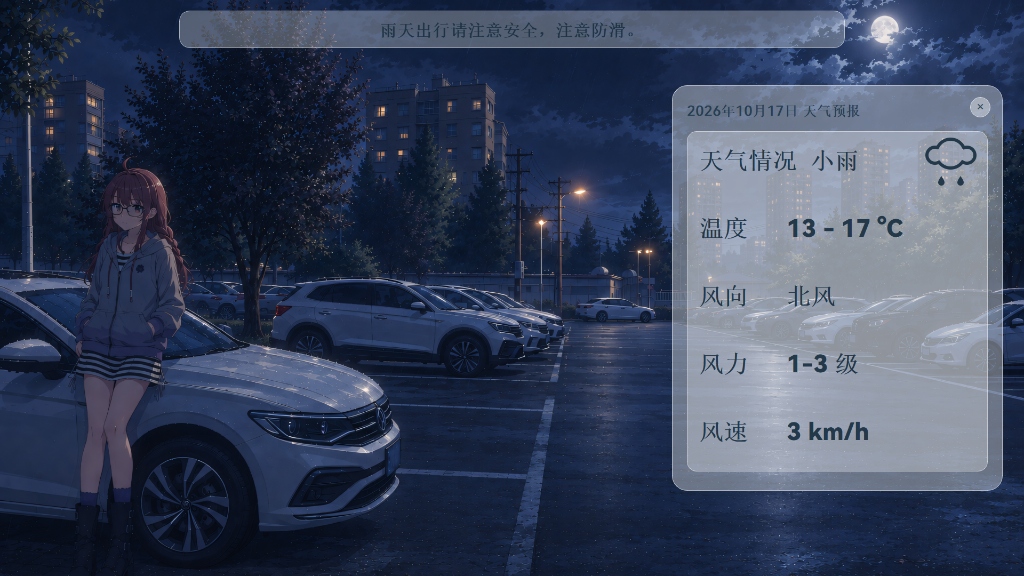 雨天出行请注意安全，注意防滑。
2026年10月17日 天气预报
天气情况 小雨
温度 13 - 17 ℃
风向 北风
风力 1-3 级
风速 3 km/h